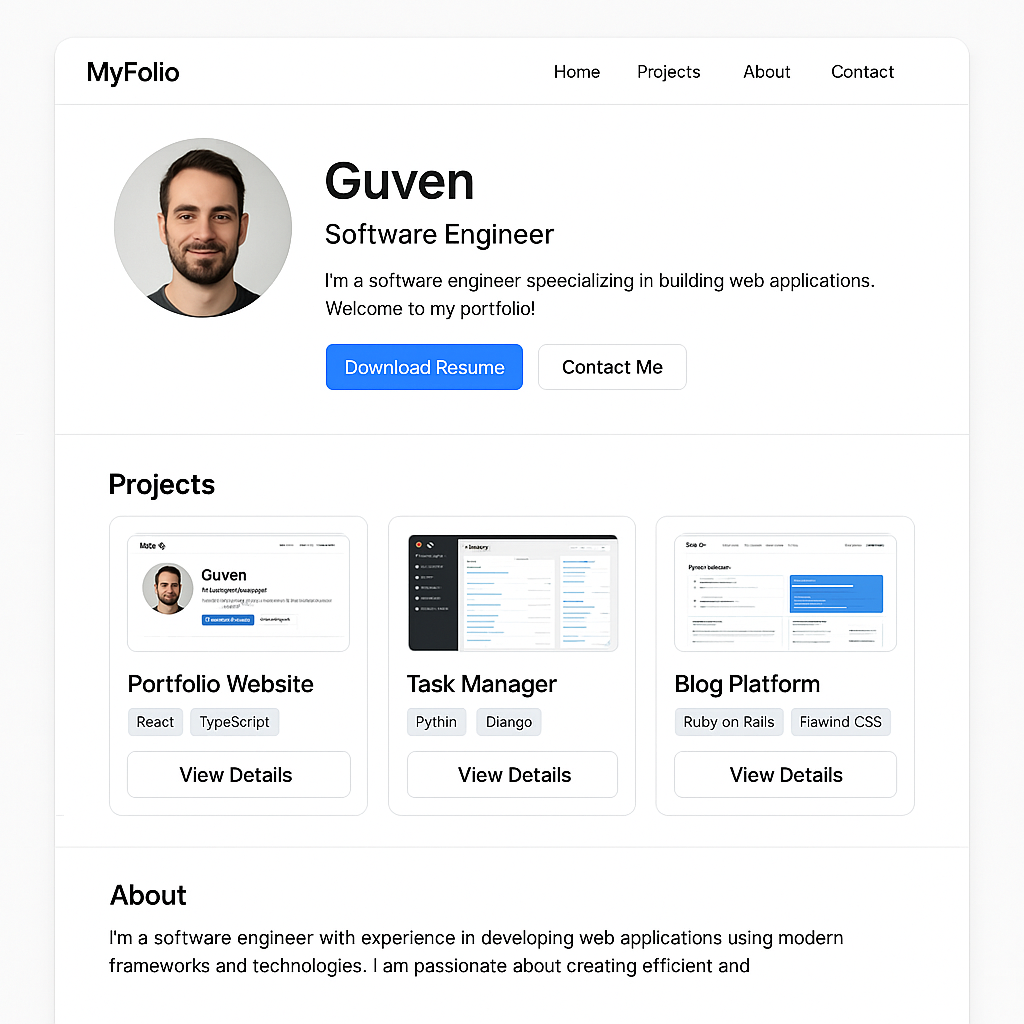 MyFolio
Home Projects About Contact
Guven
Software Engineer
I'm a software engineer speecializing in building web applications.
Welcome to my portfolio!
Download Resume Contact Me
Projects
Mate
Guven
Portfolio Website
React TypeScript
View Details
Task Manager
Pythin Diango
View Details
Blog Platform
Ruby on Rails Fiawind CSS
View Details
About
I'm a software engineer with experience in developing web applications using modern
frameworks and technologies. I am passionate about creating efficient and